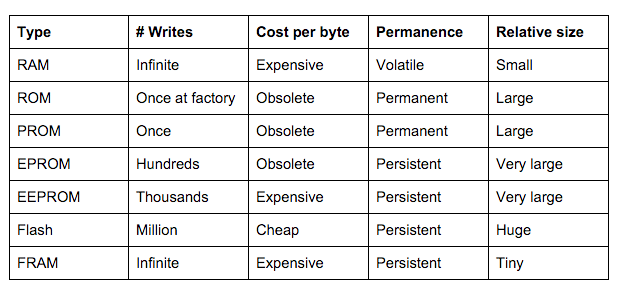 Type # Writes Cost per byte Permanence Relative size
RAM Infinite Expensive Volatile Small
ROM Once at factory Obsolete Permanent Large
PROM Once Obsolete Permanent Large
EPROM Hundreds Obsolete Persistent Very large
EEPROM Thousands Expensive Persistent Very large
Flash Million Cheap Persistent Huge
FRAM Infinite Expensive Persistent Tiny